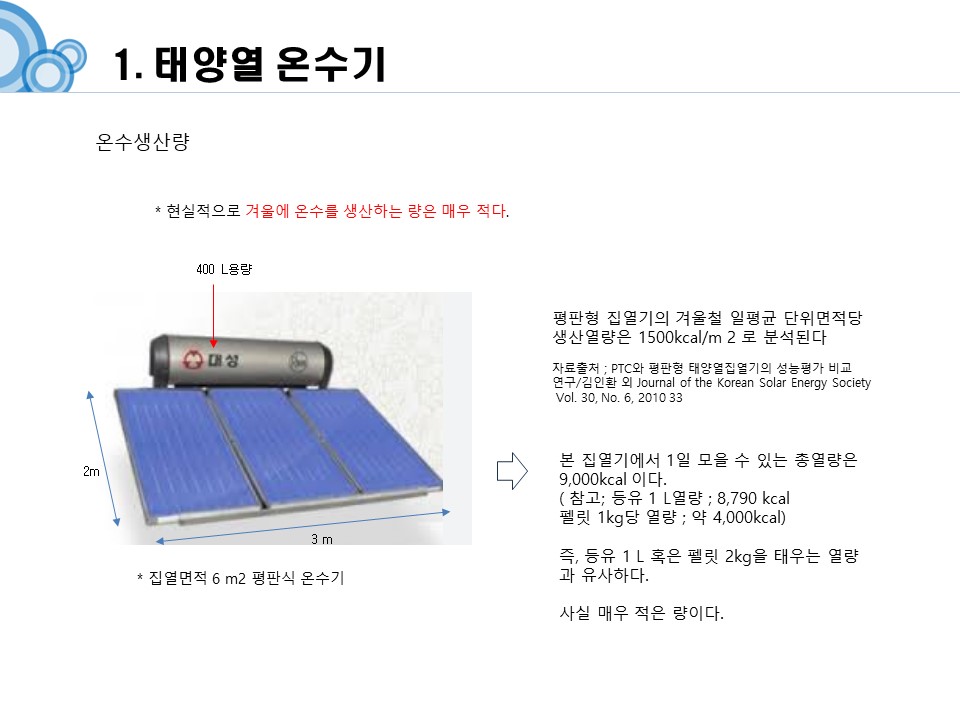 1. 태양열 온수기
온수생산량
* 현실적으로 겨울에 온수를 생산하는 량은 매우 적다.
400 L용량
대성
2m
3 m
* 집열면적 6 m2 평판식 온수기
평판형 집열기의 겨울철 일평균 단위면적당
생산열량은 1500kcal/m 2 로 분석된다
자료출처 ; PTC와 평판형 태양열집열기의 성능평가 비교
연구/김인환 외 Journal of the Korean Solar Energy Society
Vol. 30, No. 6, 2010 33
본 집열기에서 1일 모을 수 있는 총열량은
9,000kcal 이다.
( 참고; 등유 1 L열량 ; 8,790 kcal
펠릿 1kg당 열량 ; 약 4,000kcal)
즉, 등유 1 L 혹은 펠릿 2kg을 태우는 열량
과 유사하다.
사실 매우 적은 량이다.